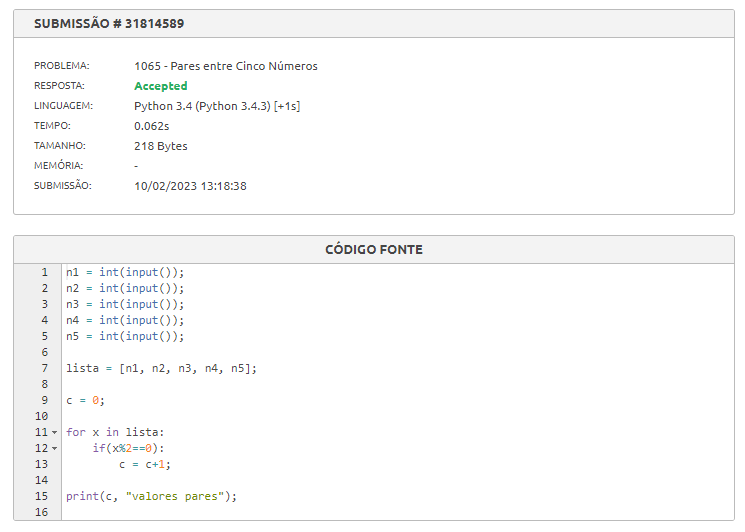 SUBMISSÃO # 31814589
PROBLEMA: 1065 - Pares entre Cinco Números
RESPOSTA: Accepted
LINGUAGEM: Python 3.4 (Python 3.4.3) [+1s]
TEMPO: 0.062s
TAMANHO: 218 Bytes
MEMÓRIA: -
SUBMISSÃO: 10/02/2023 13:18:38
CÓDIGO FONTE
1 n1 = int(input());
2 n2 = int(input());
3 n3 = int(input());
4 n4 = int(input());
5 n5 = int(input());
6
7 lista = [n1, n2, n3, n4, n5];
8
9 c = 0;
10
11 for x in lista:
12     if(x%2==0):
13         c = c+1;
14
15 print(c, "valores pares");
16